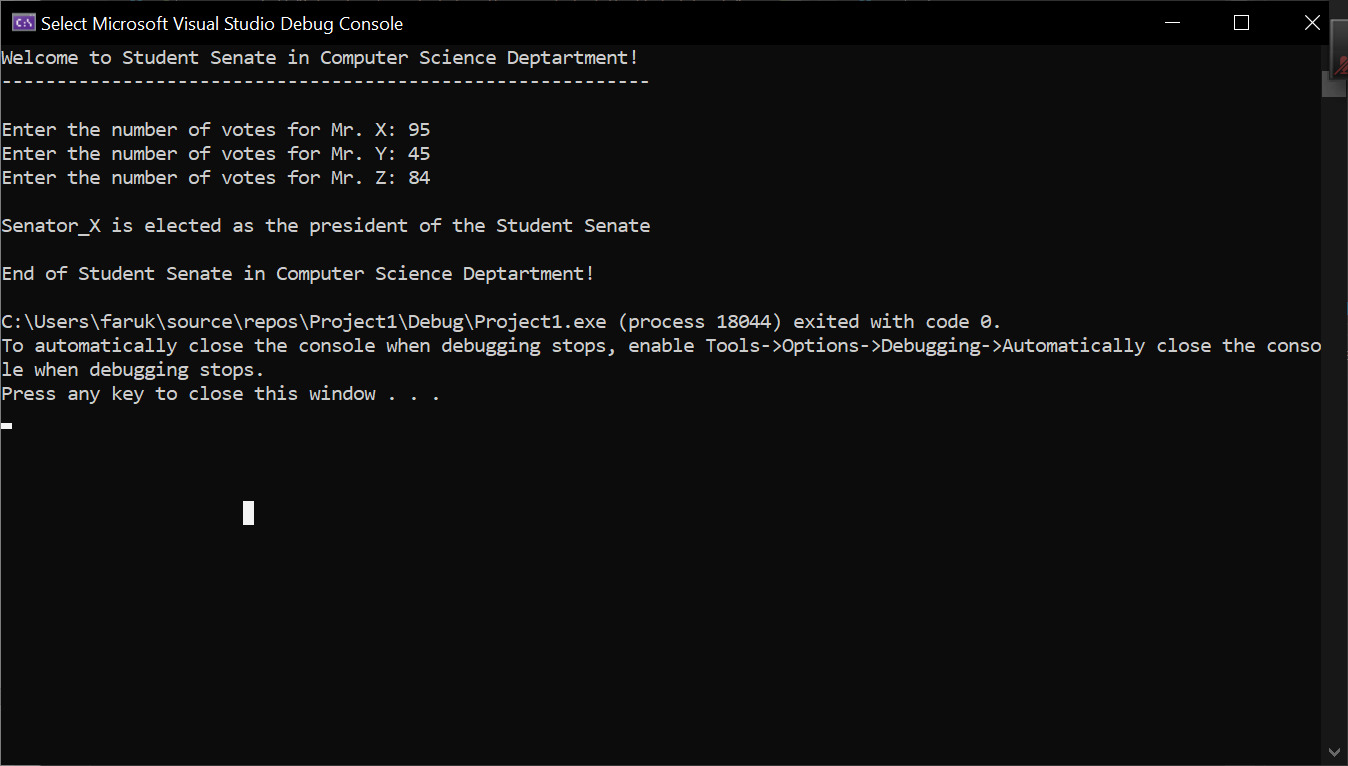 Select Microsoft Visual Studio Debug Console
Welcome to Student Senate in Computer Science Deptartment!
-----------------------------------------------------------
Enter the number of votes for Mr. X: 95
Enter the number of votes for Mr. Y: 45
Enter the number of votes for Mr. Z: 84
Senator_X is elected as the president of the Student Senate
End of Student Senate in Computer Science Deptartment!
C:\Users\faruk\source\repos\Project1\Debug\Project1.exe (process 18044) exited with code 0.
To automatically close the console when debugging stops, enable Tools->Options->Debugging->Automatically close the conso
le when debugging stops.
Press any key to close this window . . .